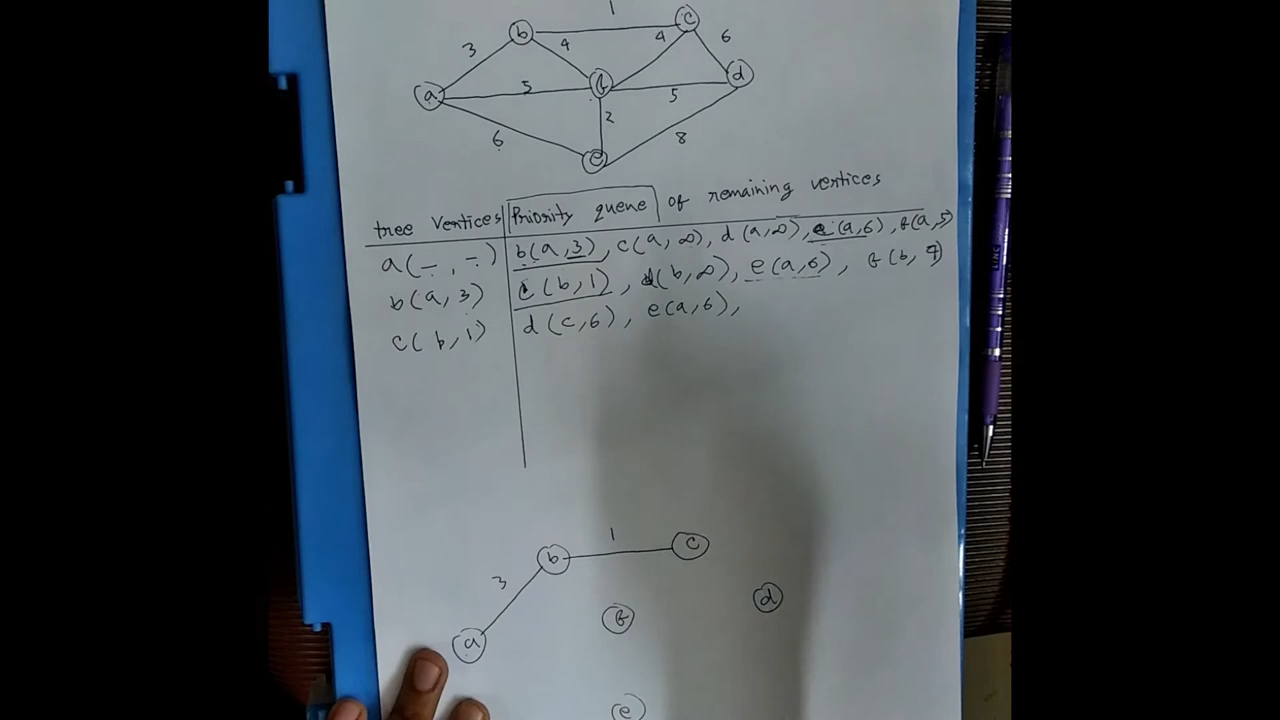 1
b c
3 4 4 6
a 5 f 5 d
2
6 8
e
tree Vertices Priority queue of remaining vertices
a(-,-) b(a,3), c(a,∞), d(a,∞), e(a,6), f(a,5)
b(a,3) c(b,1), d(b,∞), e(a,6), f(b,4)
c(b,1) d(c,6), e(a,6),
1
b c
3
f d
a
e
LINC